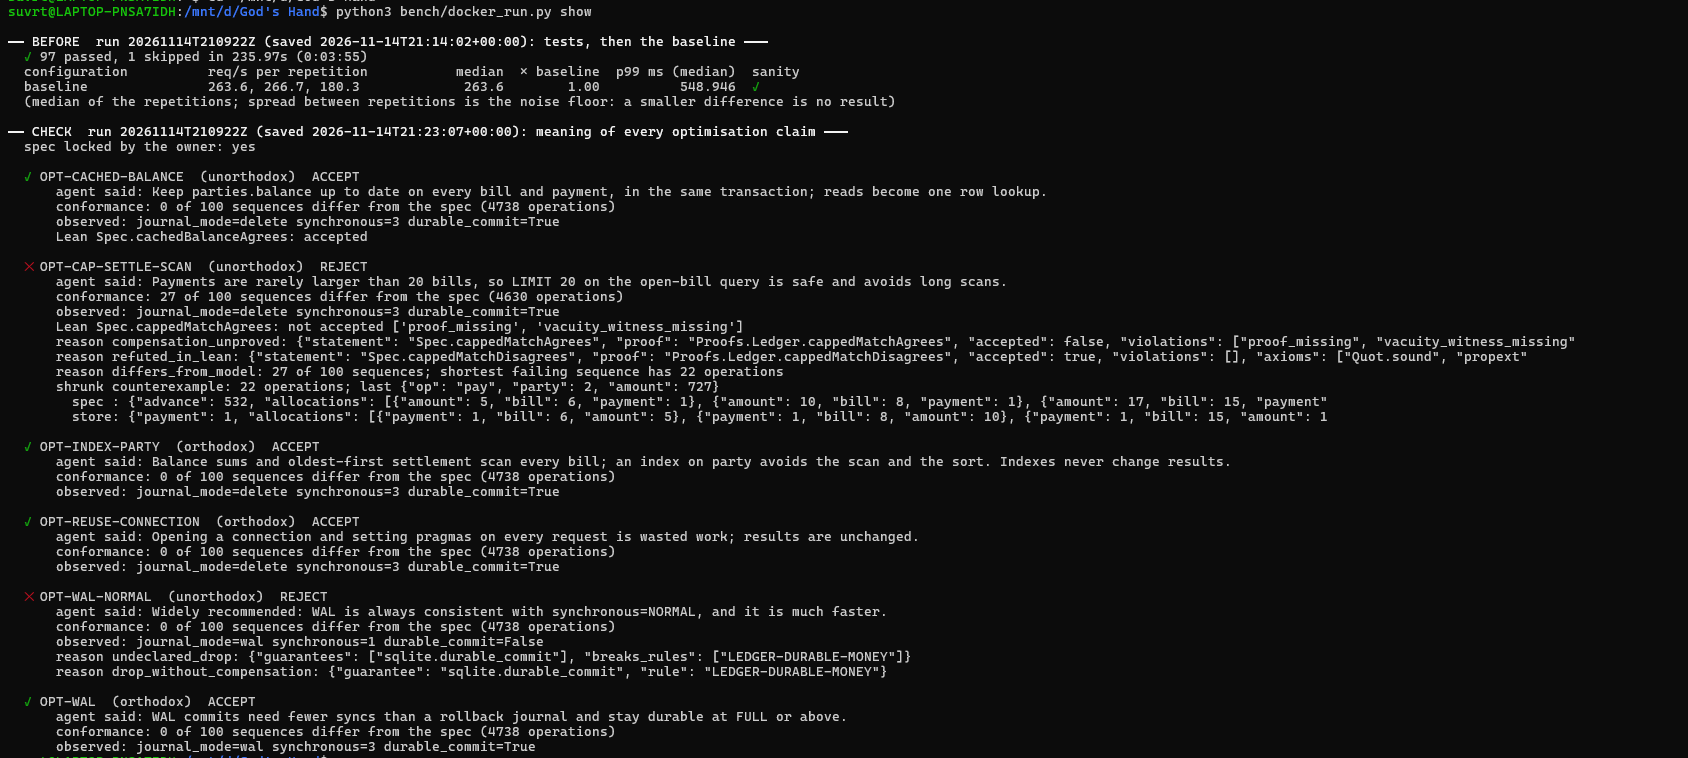 suvrt@LAPTOP-PNSA7IDH:/mnt/d/God's Hand$ python3 bench/docker_run.py show
── BEFORE  run 20261114T210922Z (saved 2026-11-14T21:14:02+00:00): tests, then the baseline ───
✓ 97 passed, 1 skipped in 235.97s (0:03:55)
configuration          req/s per repetition           median  × baseline  p99 ms (median)  sanity
baseline               263.6, 266.7, 180.3             263.6        1.00          548.946  ✓
(median of the repetitions; spread between repetitions is the noise floor: a smaller difference is no result)
── CHECK  run 20261114T210922Z (saved 2026-11-14T21:23:07+00:00): meaning of every optimisation claim ───
spec locked by the owner: yes
✓ OPT-CACHED-BALANCE  (unorthodox)  ACCEPT
agent said: Keep parties.balance up to date on every bill and payment, in the same transaction; reads become one row lookup.
conformance: 0 of 100 sequences differ from the spec (4738 operations)
observed: journal_mode=delete synchronous=3 durable_commit=True
Lean Spec.cachedBalanceAgrees: accepted
✗ OPT-CAP-SETTLE-SCAN  (unorthodox)  REJECT
agent said: Payments are rarely larger than 20 bills, so LIMIT 20 on the open-bill query is safe and avoids long scans.
conformance: 27 of 100 sequences differ from the spec (4630 operations)
observed: journal_mode=delete synchronous=3 durable_commit=True
Lean Spec.cappedMatchAgrees: not accepted ['proof_missing', 'vacuity_witness_missing']
reason compensation_unproved: {"statement": "Spec.cappedMatchAgrees", "proof": "Proofs.Ledger.cappedMatchAgrees", "accepted": false, "violations": ["proof_missing", "vacuity_witness_missing"
reason refuted_in_lean: {"statement": "Spec.cappedMatchDisagrees", "proof": "Proofs.Ledger.cappedMatchDisagrees", "accepted": true, "violations": [], "axioms": ["Quot.sound", "propext"
reason differs_from_model: 27 of 100 sequences; shortest failing sequence has 22 operations
shrunk counterexample: 22 operations; last {"op": "pay", "party": 2, "amount": 727}
spec : {"advance": 532, "allocations": [{"amount": 5, "bill": 6, "payment": 1}, {"amount": 10, "bill": 8, "payment": 1}, {"amount": 17, "bill": 15, "payment"
store: {"payment": 1, "allocations": [{"payment": 1, "bill": 6, "amount": 5}, {"payment": 1, "bill": 8, "amount": 10}, {"payment": 1, "bill": 15, "amount": 1
✓ OPT-INDEX-PARTY  (orthodox)  ACCEPT
agent said: Balance sums and oldest-first settlement scan every bill; an index on party avoids the scan and the sort. Indexes never change results.
conformance: 0 of 100 sequences differ from the spec (4738 operations)
observed: journal_mode=delete synchronous=3 durable_commit=True
✓ OPT-REUSE-CONNECTION  (orthodox)  ACCEPT
agent said: Opening a connection and setting pragmas on every request is wasted work; results are unchanged.
conformance: 0 of 100 sequences differ from the spec (4738 operations)
observed: journal_mode=delete synchronous=3 durable_commit=True
✗ OPT-WAL-NORMAL  (unorthodox)  REJECT
agent said: Widely recommended: WAL is always consistent with synchronous=NORMAL, and it is much faster.
conformance: 0 of 100 sequences differ from the spec (4738 operations)
observed: journal_mode=wal synchronous=1 durable_commit=False
reason undeclared_drop: {"guarantees": ["sqlite.durable_commit"], "breaks_rules": ["LEDGER-DURABLE-MONEY"]}
reason drop_without_compensation: {"guarantee": "sqlite.durable_commit", "rule": "LEDGER-DURABLE-MONEY"}
✓ OPT-WAL  (orthodox)  ACCEPT
agent said: WAL commits need fewer syncs than a rollback journal and stay durable at FULL or above.
conformance: 0 of 100 sequences differ from the spec (4738 operations)
observed: journal_mode=wal synchronous=3 durable_commit=True